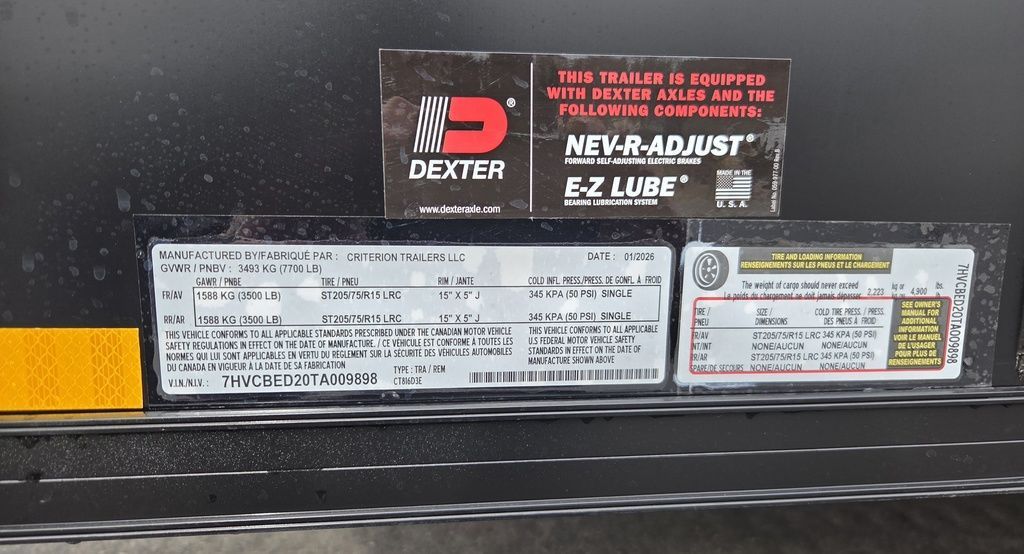 THIS TRAILER IS EQUIPPED
WITH DEXTER AXLES AND THE
FOLLOWING COMPONENTS:
DEXTER®
www.dexteraxle.com
NEV-R-ADJUST®
FORWARD SELF-ADJUSTING ELECTRIC BRAKES
E-Z LUBE®
BEARING LUBRICATION SYSTEM
MADE IN THE
U. S. A.
MANUFACTURED BY/FABRIQUÉ PAR : CRITERION TRAILERS LLC DATE : 01/2026
GVWR / PNBV : 3493 KG (7700 LB)
GAWR / PNBE TIRE / PNEU RIM / JANTE COLD INFL. PRESS/PRESS. DE GONFL. À FROID
FR/AV 1588 KG (3500 LB) ST205/75/R15 LRC 15" X 5" J 345 KPA (50 PSI) SINGLE
RR/AR 1588 KG (3500 LB) ST205/75/R15 LRC 15" X 5" J 345 KPA (50 PSI) SINGLE
THIS VEHICLE CONFORMS TO ALL APPLICABLE STANDARDS PRESCRIBED UNDER THE CANADIAN MOTOR VEHICLE
SAFETY REGULATIONS IN EFFECT ON THE DATE OF MANUFACTURE. / CE VÉHICULE EST CONFORME À TOUTES LES
NORMES QUI LUI SONT APPLICABLES EN VERTU DU RÈGLEMENT SUR LA SÉCURITÉ DES VÉHICULES AUTOMOBILES
DU CANADA EN VIGUEUR À LA DATE DE SA FABRICATION
THIS VEHICLE CONFORMS TO ALL APPLICABLE
U.S FEDERAL MOTOR VEHICLE SAFETY
STANDARDS IN EFFECT ON THE DATE OF
MANUFACTURE SHOWN ABOVE
V.I.N./N.I.V. : 7HVCBED20TA009898
TYPE : TRA / REM
CT816D3E
TIRE AND LOADING INFORMATION
RENSEIGNEMENTS SUR LES PNEUS ET LE CHARGEMENT
The weight of cargo should never exceed
Le poids du chargement ne doit jamais dépasser 2,223 kg or 4,900 lbs.
TIRE / SIZE / COLD TIRE PRESS. / PRESS.
PNEU DIMENSIONS DES PNEUS À FROID
FR/AV ST205/75/R15 LRC 345 KPA (50 PSI)
INT/INT NONE/AUCUN NONE/AUCUN
RR/AR ST205/75/R15 LRC 345 KPA (50 PSI)
SPARE/DE SECOURS NONE/AUCUN NONE/AUCUN
SEE OWNER'S
MANUAL FOR
ADDITIONAL
INFORMATION
VOIR LE MANUEL
DE L'USAGER
POUR PLUS DE
RENSEIGNEMENTS
7HVCBED20TA009898